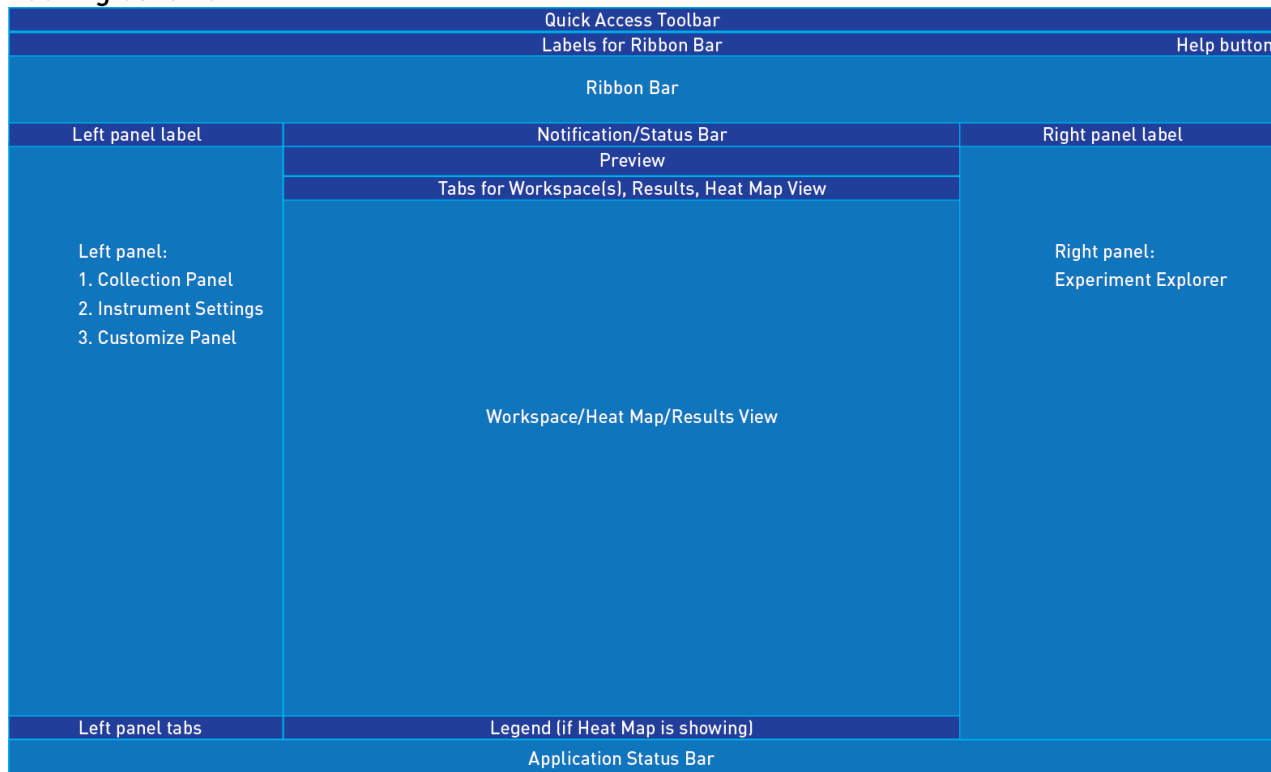 Quick Access Toolbar
Labels for Ribbon Bar
Help button
Ribbon Bar
Left panel label
Notification/Status Bar
Right panel label
Preview
Tabs for Workspace(s), Results, Heat Map View
Left panel:
1. Collection Panel
2. Instrument Settings
3. Customize Panel
Right panel:
Experiment Explorer
Workspace/Heat Map/Results View
Left panel tabs
Legend (if Heat Map is showing)
Application Status Bar